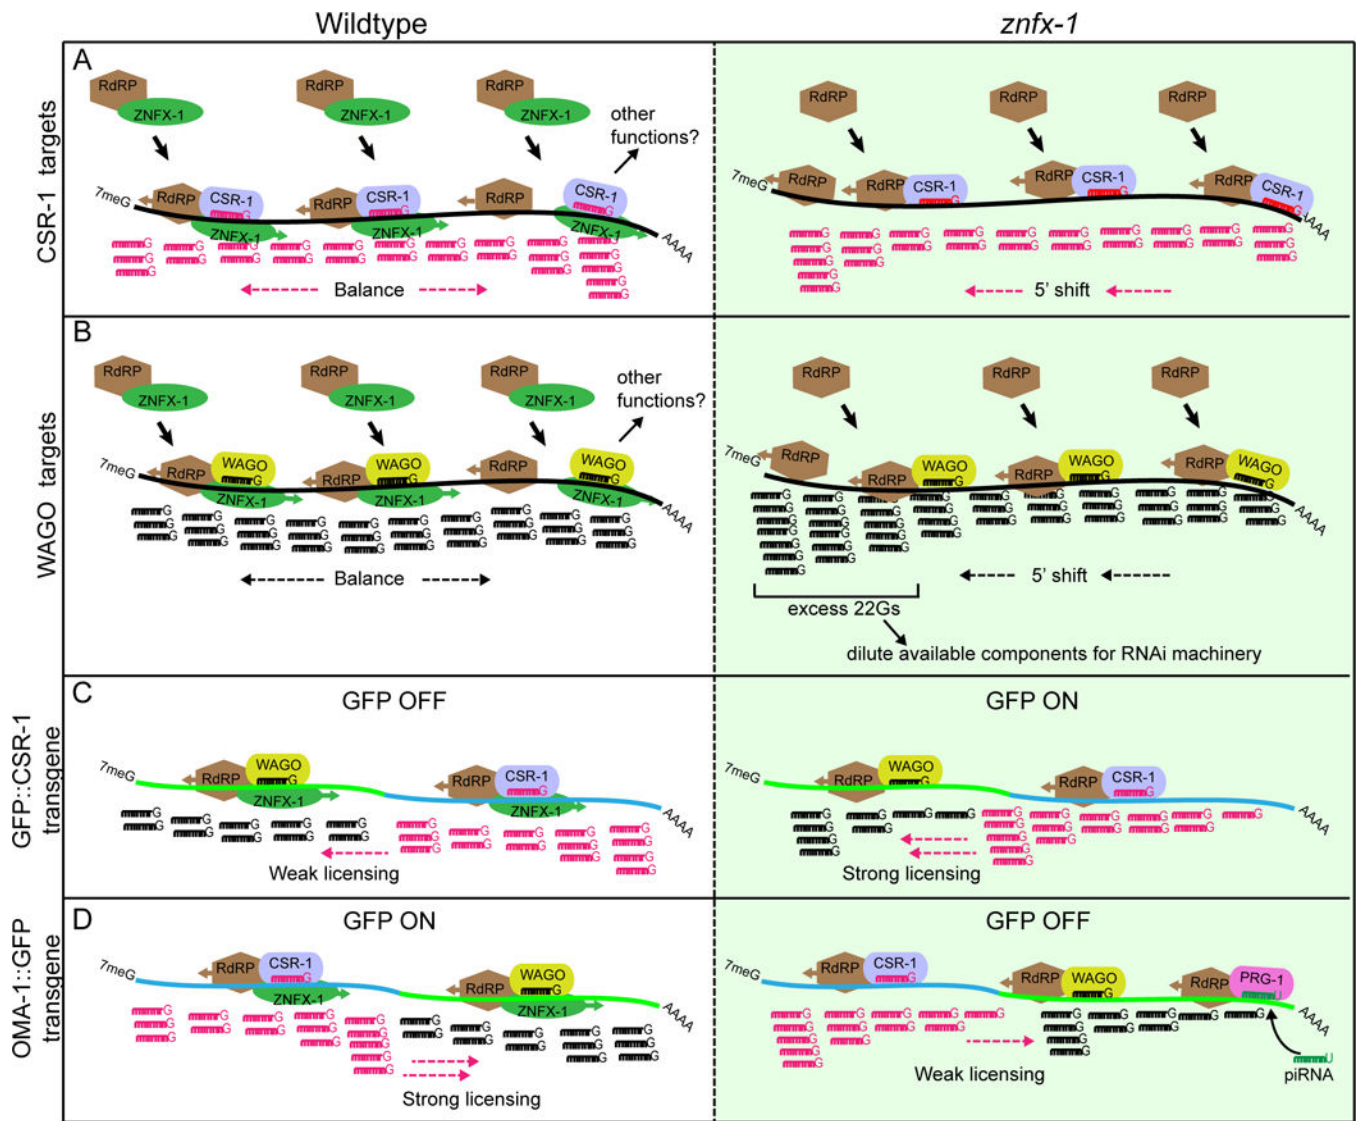 Wildtype
znfx-1
A
CSR-1 targets
RdRP
ZNFX-1
RdRP
ZNFX-1
RdRP
ZNFX-1
other
functions?
7meG
RdRP
CSR-1
G
ZNFX-1
RdRP
CSR-1
G
ZNFX-1
RdRP
CSR-1
G
ZNFX-1
AAAA
Balance
RdRP
RdRP
RdRP
7meG
RdRP
RdRP
CSR-1
G
RdRP
CSR-1
G
RdRP
CSR-1
G
AAAA
5' shift
B
WAGO targets
RdRP
ZNFX-1
RdRP
ZNFX-1
RdRP
ZNFX-1
other
functions?
7meG
RdRP
WAGO
G
ZNFX-1
RdRP
WAGO
G
ZNFX-1
RdRP
WAGO
G
ZNFX-1
AAAA
Balance
RdRP
RdRP
RdRP
7meG
RdRP
RdRP
WAGO
G
RdRP
WAGO
G
RdRP
WAGO
G
AAAA
5' shift
excess 22Gs
dilute available components for RNAi machinery
C
GFP::CSR-1
transgene
GFP OFF
7meG
RdRP
WAGO
G
ZNFX-1
RdRP
CSR-1
G
ZNFX-1
AAAA
Weak licensing
GFP ON
7meG
RdRP
WAGO
G
RdRP
CSR-1
G
AAAA
Strong licensing
D
OMA-1::GFP
transgene
GFP ON
7meG
RdRP
CSR-1
G
ZNFX-1
RdRP
WAGO
G
ZNFX-1
AAAA
Strong licensing
GFP OFF
7meG
RdRP
CSR-1
G
RdRP
WAGO
G
RdRP
PRG-1
U
AAAA
Weak licensing
U
piRNA